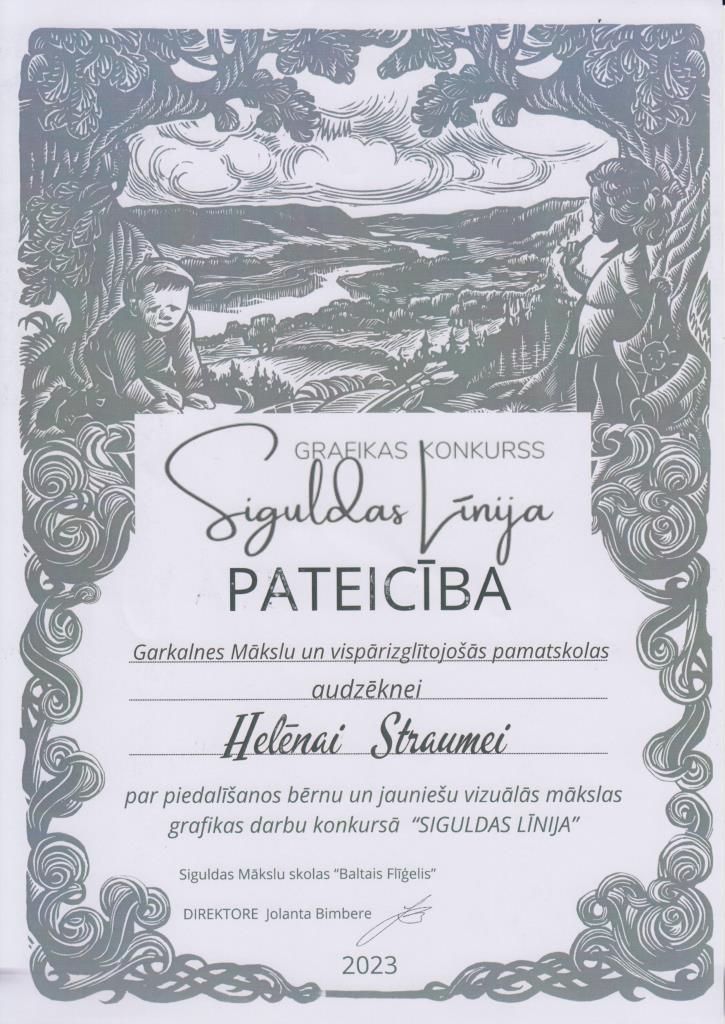 GRAFIKAS KONKURSS
Siguldas Līnija
PATEICĪBA
Garkalnes Mākslu un vispārizglītojošās pamatskolas
audzēknei
Helēnai Straumei
par piedalīšanos bērnu un jauniešu vizuālās mākslas
grafikas darbu konkursā “SIGULDAS LĪNIJA”
Siguldas Mākslu skolas “Baltais Flīģelis”
DIREKTORE Jolanta Bimbere
2023